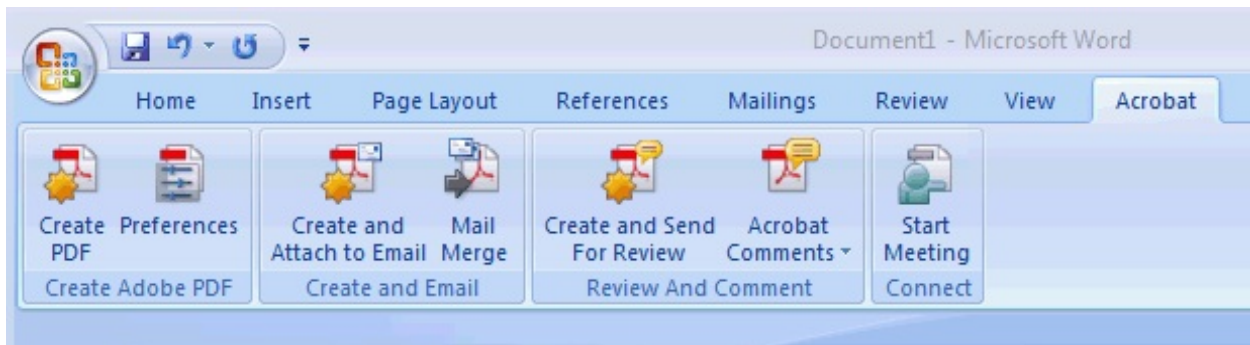 Document1 - Microsoft Word
Home Insert Page Layout References Mailings Review View Acrobat
Create PDF
Preferences
Create and Attach to Email
Mail Merge
Create and Send For Review
Acrobat Comments
Start Meeting
Create Adobe PDF
Create and Email
Review And Comment
Connect